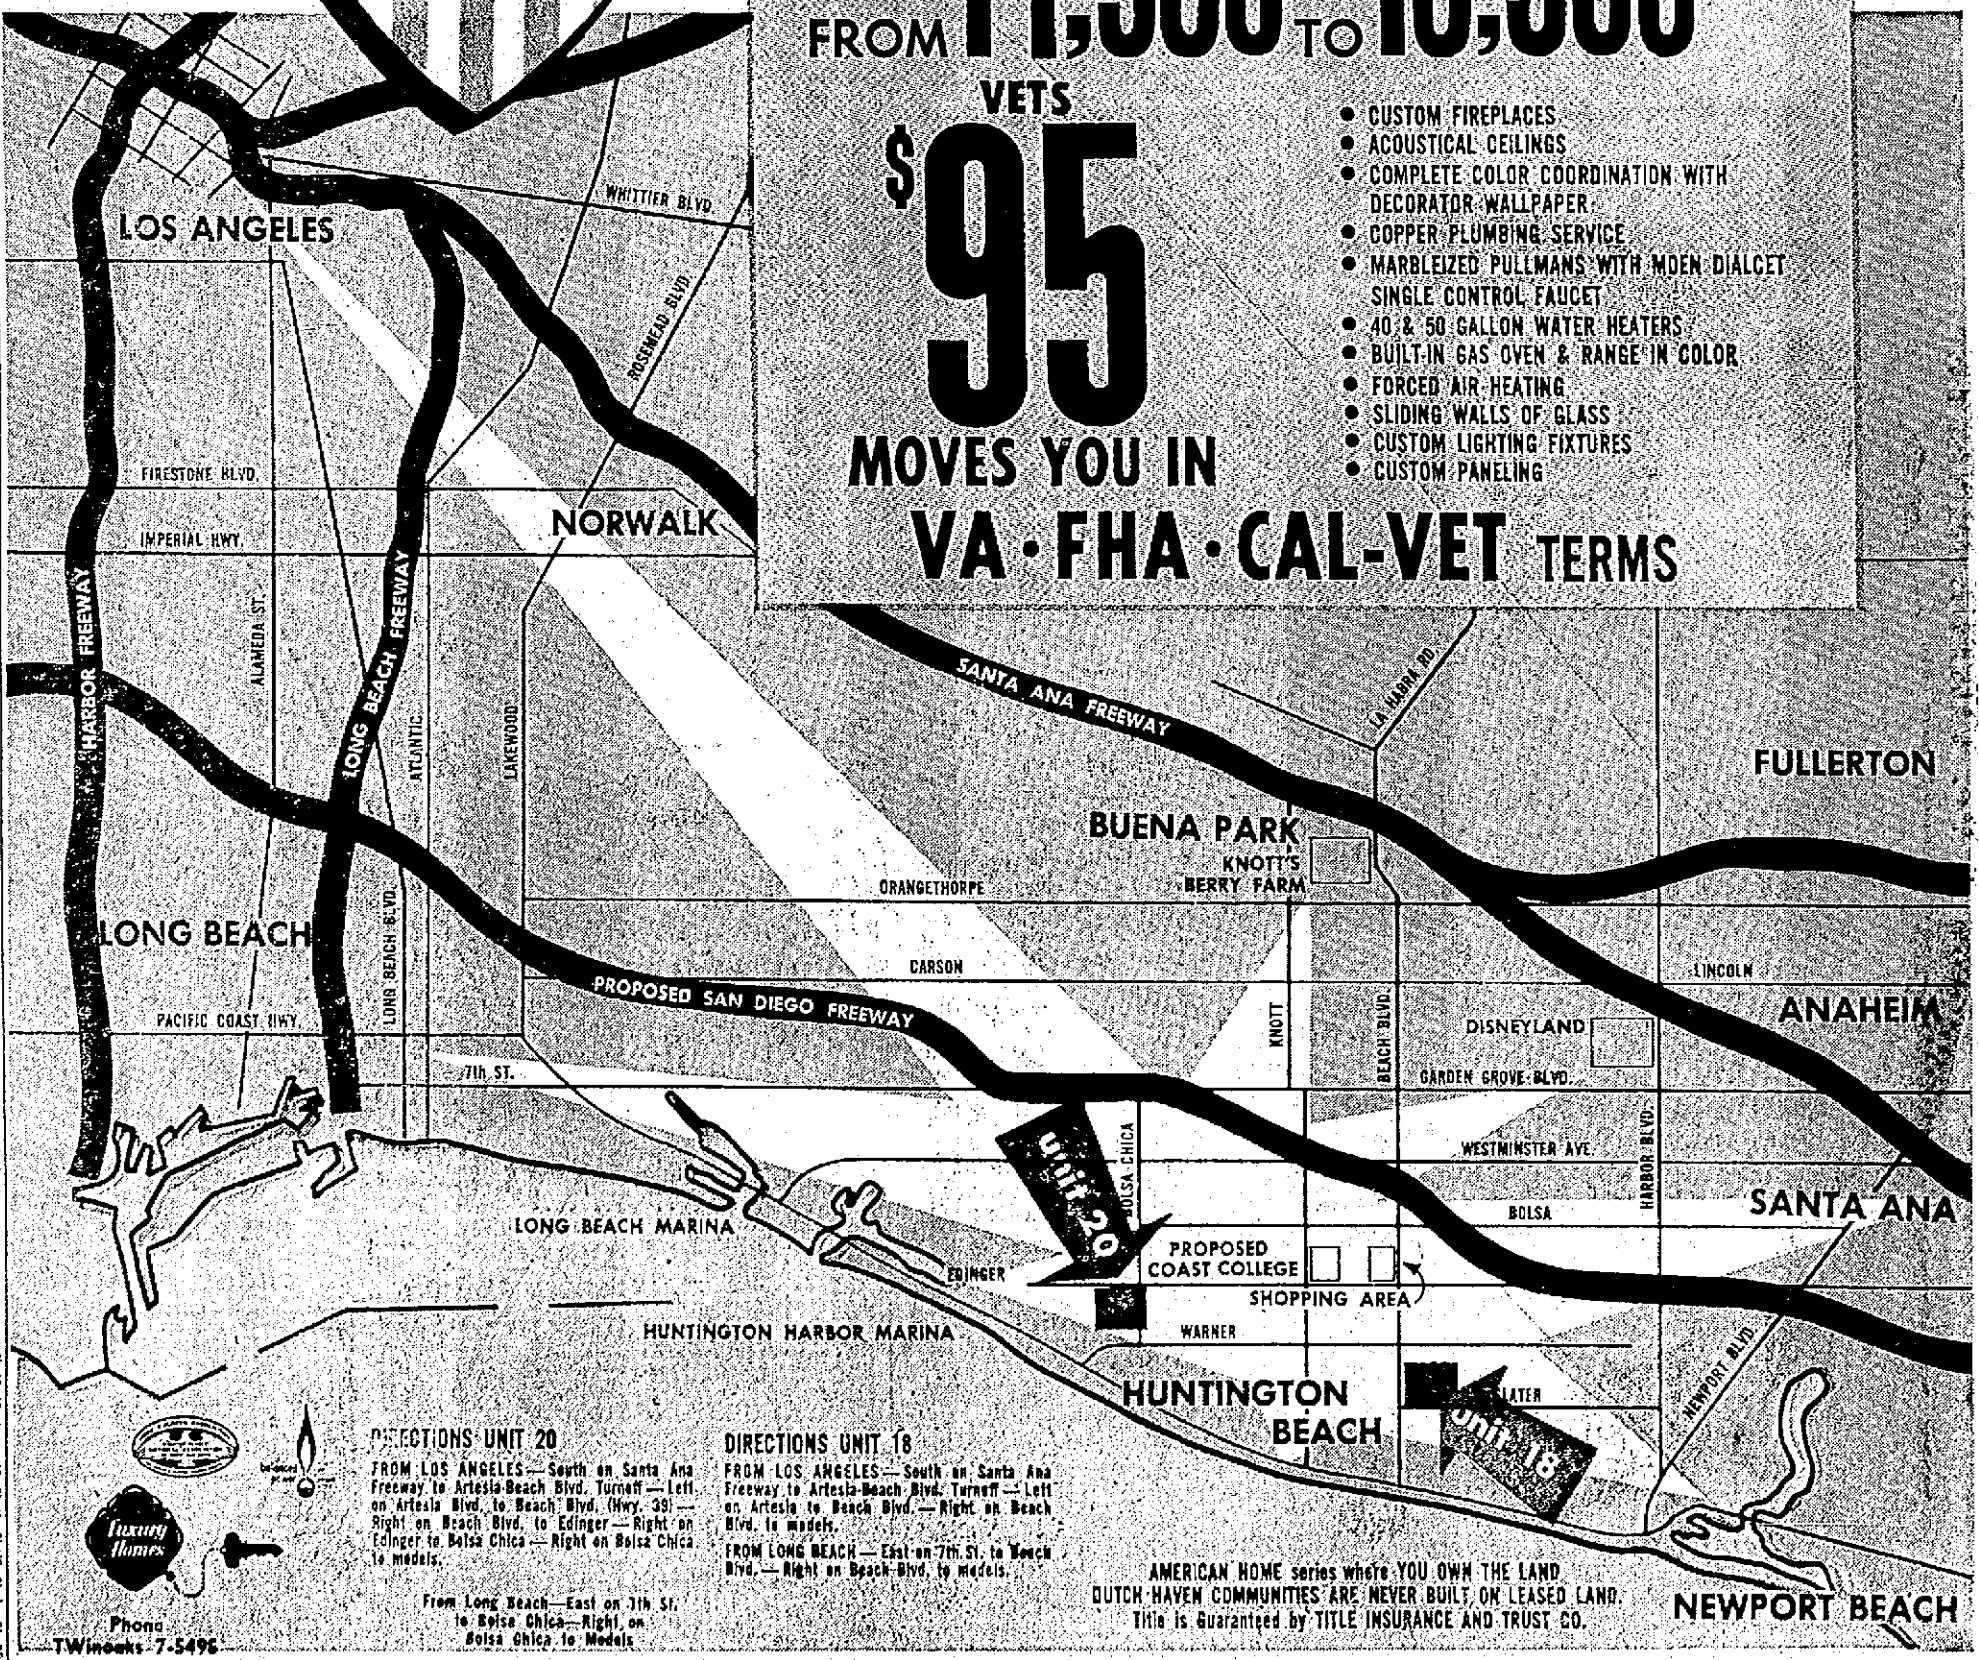 FROM TO
VETS
$95
MOVES YOU IN
VA • FHA • CAL-VET TERMS
• CUSTOM FIREPLACES
• ACOUSTICAL CEILINGS
• COMPLETE COLOR COORDINATION WITH
DECORATOR WALLPAPER
• COPPER PLUMBING SERVICE
• MARBLEIZED PULLMANS WITH MOEN DIALCET
SINGLE CONTROL FAUCET
• 40 & 50 GALLON WATER HEATERS
• BUILT-IN GAS OVEN & RANGE IN COLOR
• FORCED AIR HEATING
• SLIDING WALLS OF GLASS
• CUSTOM LIGHTING FIXTURES
• CUSTOM PANELING
WHITTIER BLVD.
LOS ANGELES
ROSEMEAD BLVD.
FIRESTONE BLVD.
NORWALK
IMPERIAL HWY.
HARBOR FREEWAY
ALAMEDA ST.
LONG BEACH FREEWAY
ATLANTIC
LAKEWOOD
SANTA ANA FREEWAY
LA HABRA RD.
FULLERTON
BUENA PARK
KNOTT'S
BERRY FARM
ORANGETHORPE
LONG BEACH
LONG BEACH BLVD.
CARSON
LINCOLN
PROPOSED SAN DIEGO FREEWAY
PACIFIC COAST HWY.
KNOTT
BEACH BLVD.
DISNEYLAND
ANAHEIM
7th ST.
GARDEN GROVE BLVD.
unit 20
BOLSA CHICA
WESTMINSTER AVE.
HARBOR BLVD.
SANTA ANA
BOLSA
LONG BEACH MARINA
PROPOSED
COAST COLLEGE
EDINGER
SHOPPING AREA
HUNTINGTON HARBOR MARINA
WARNER
NEWPORT BLVD.
HUNTINGTON
BEACH
LATER
unit 18
DIRECTIONS UNIT 20
FROM LOS ANGELES—South on Santa Ana
Freeway to Artesia-Beach Blvd. Turnoff—Left
on Artesia Blvd. to Beach Blvd. (Hwy. 39)—
Right on Beach Blvd. to Edinger—Right on
Edinger to Bolsa Chica—Right on Bolsa Chica
to models.
From Long Beach—East on 7th St.
to Bolsa Chica—Right on
Bolsa Chica to Models
DIRECTIONS UNIT 18
FROM LOS ANGELES—South on Santa Ana
Freeway to Artesia-Beach Blvd. Turnoff—Left
on Artesia to Beach Blvd.—Right on Beach
Blvd. to models.
FROM LONG BEACH—East on 7th St. to Beach
Blvd.—Right on Beach Blvd. to models.
Luxury
Homes
Phone
TWinoaks 7-5495
AMERICAN HOME series where YOU OWN THE LAND
DUTCH HAVEN COMMUNITIES ARE NEVER BUILT ON LEASED LAND.
Title is Guaranteed by TITLE INSURANCE AND TRUST CO.
NEWPORT BEACH